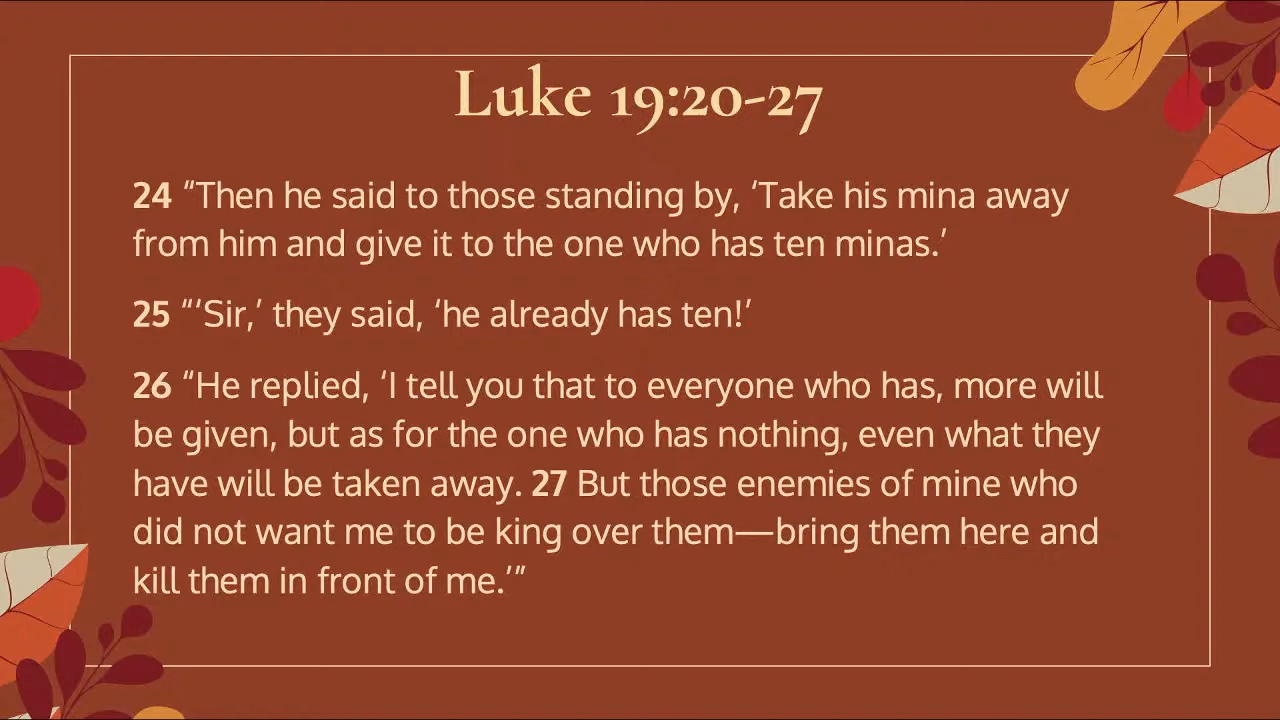 Luke 19:20-27
24 “Then he said to those standing by, ‘Take his mina away
from him and give it to the one who has ten minas.’
25 “‘Sir,’ they said, ‘he already has ten!’
26 “He replied, ‘I tell you that to everyone who has, more will
be given, but as for the one who has nothing, even what they
have will be taken away. 27 But those enemies of mine who
did not want me to be king over them—bring them here and
kill them in front of me.’”